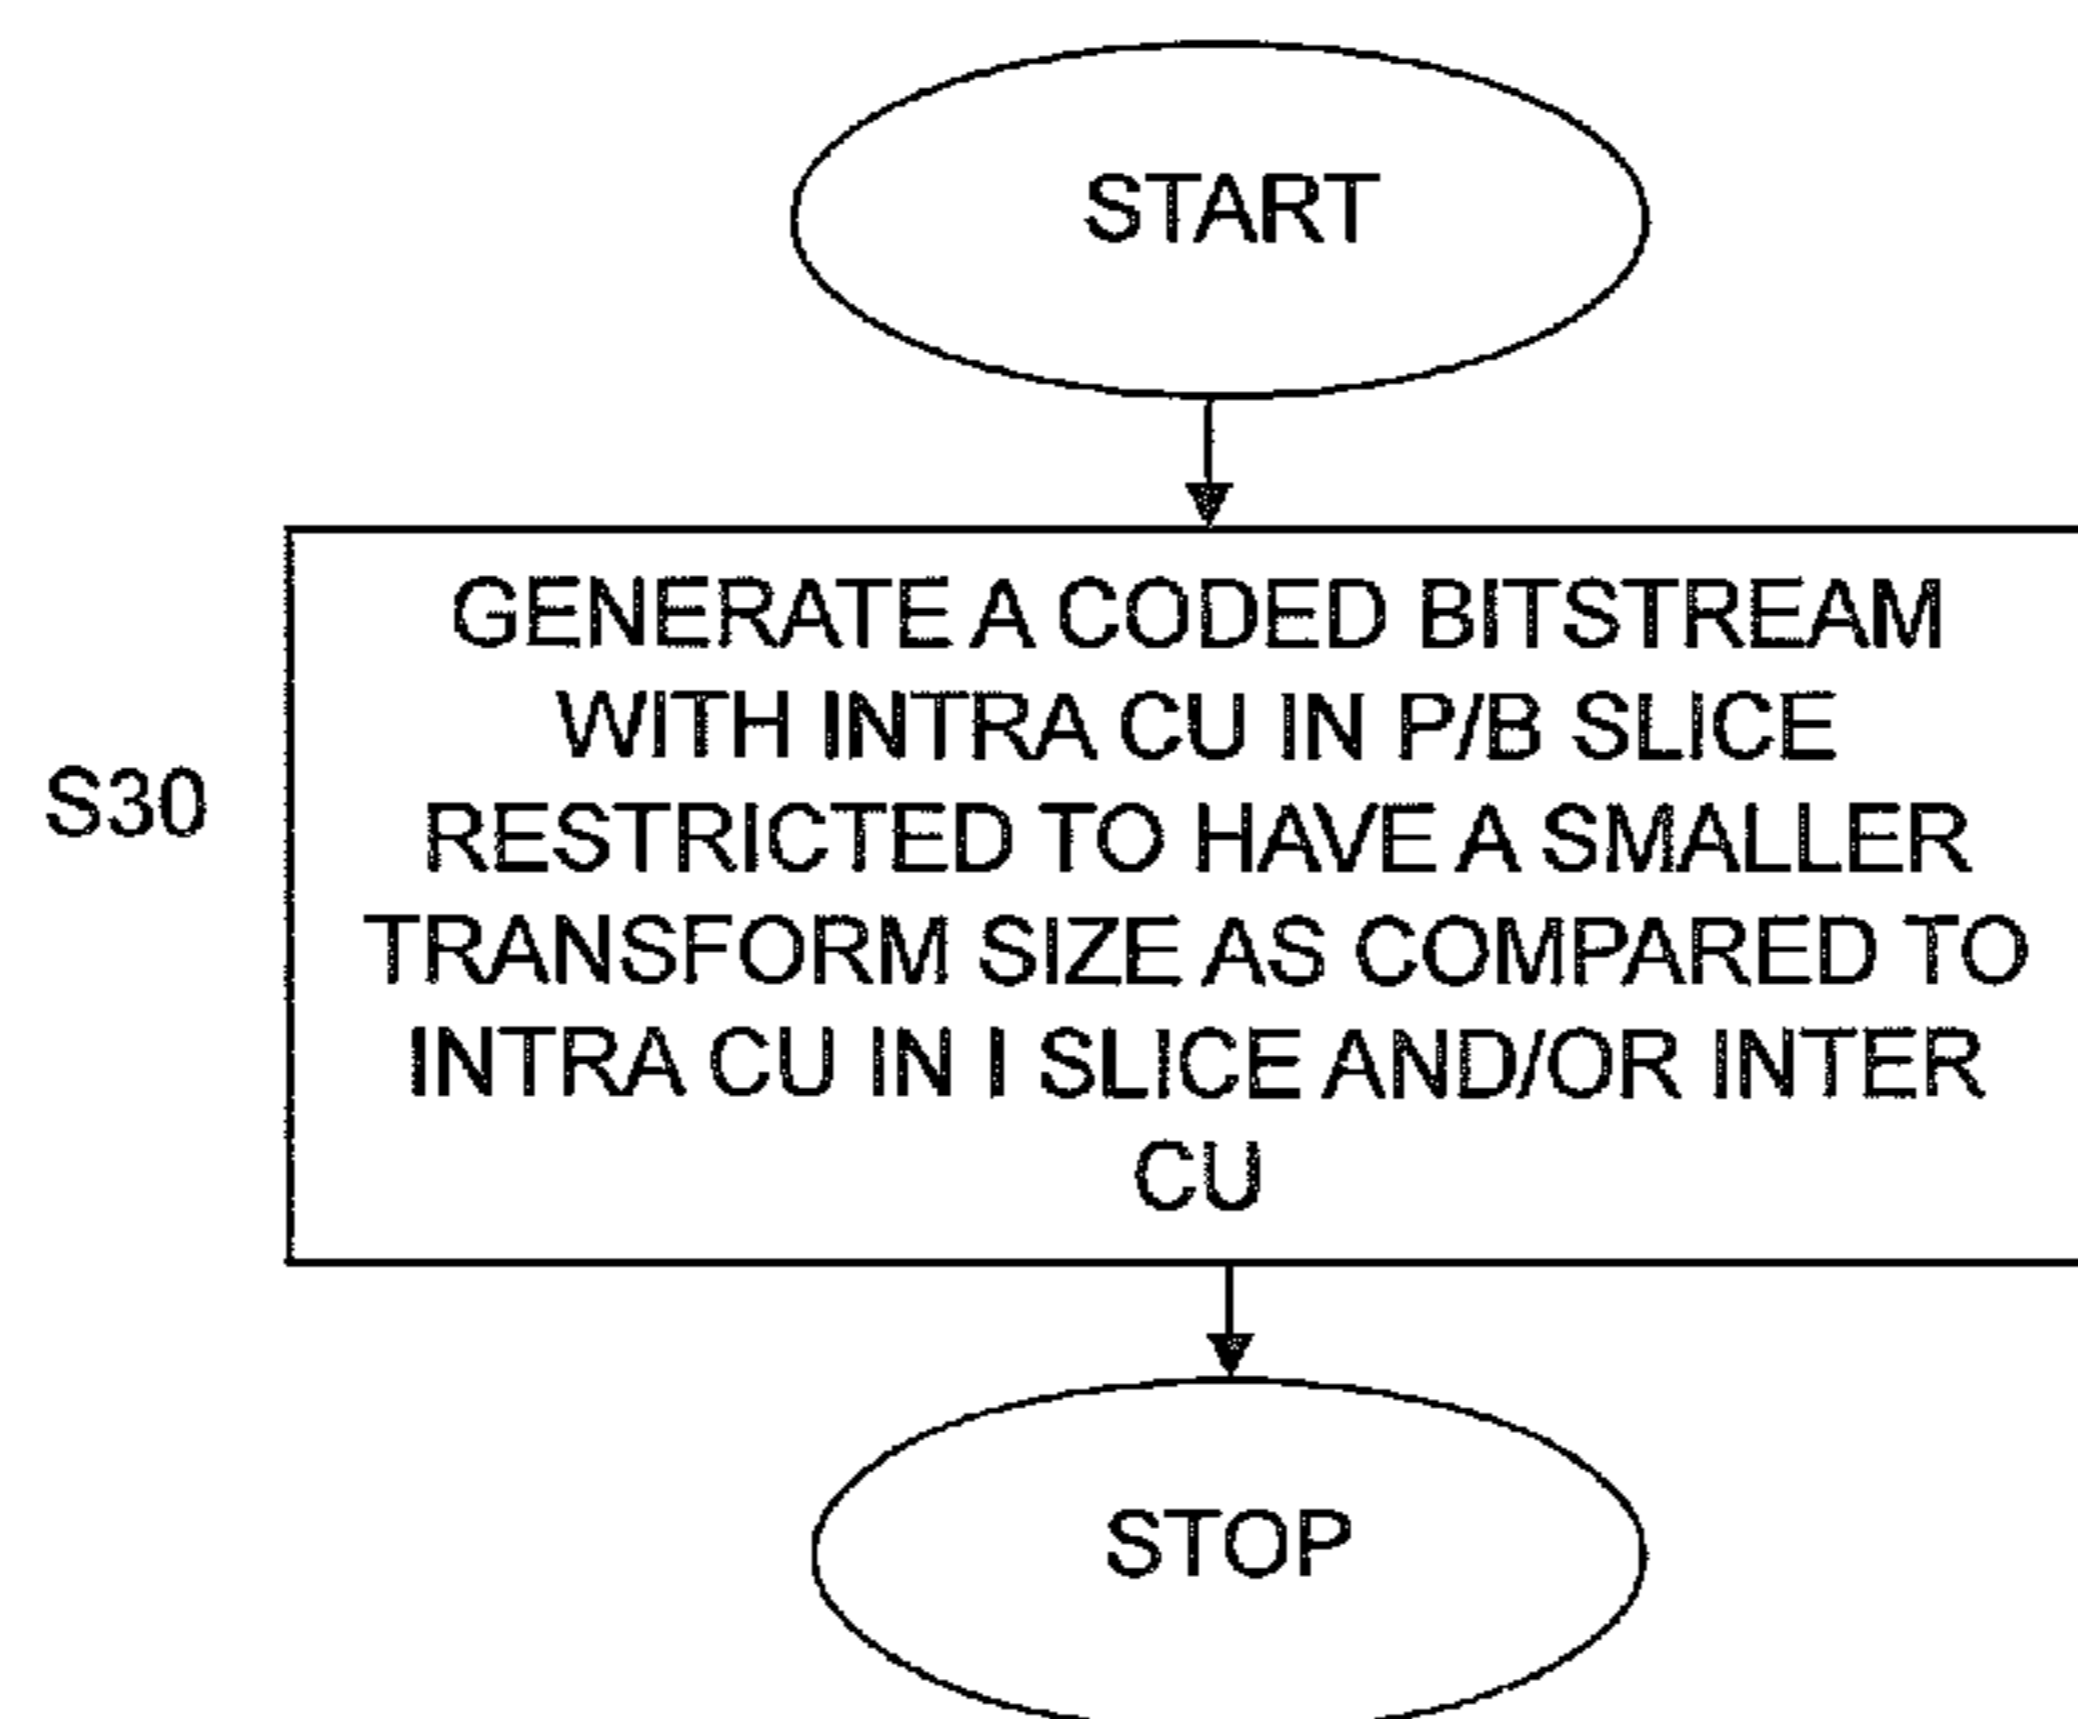 START
GENERATE A CODED BITSTREAM
WITH INTRA CU IN P/B SLICE
S30
RESTRICTED TO HAVE A SMALLER
TRANSFORM SIZE AS COMPARED TO
INTRA CU IN I SLICE AND/OR INTER
CU
STOP